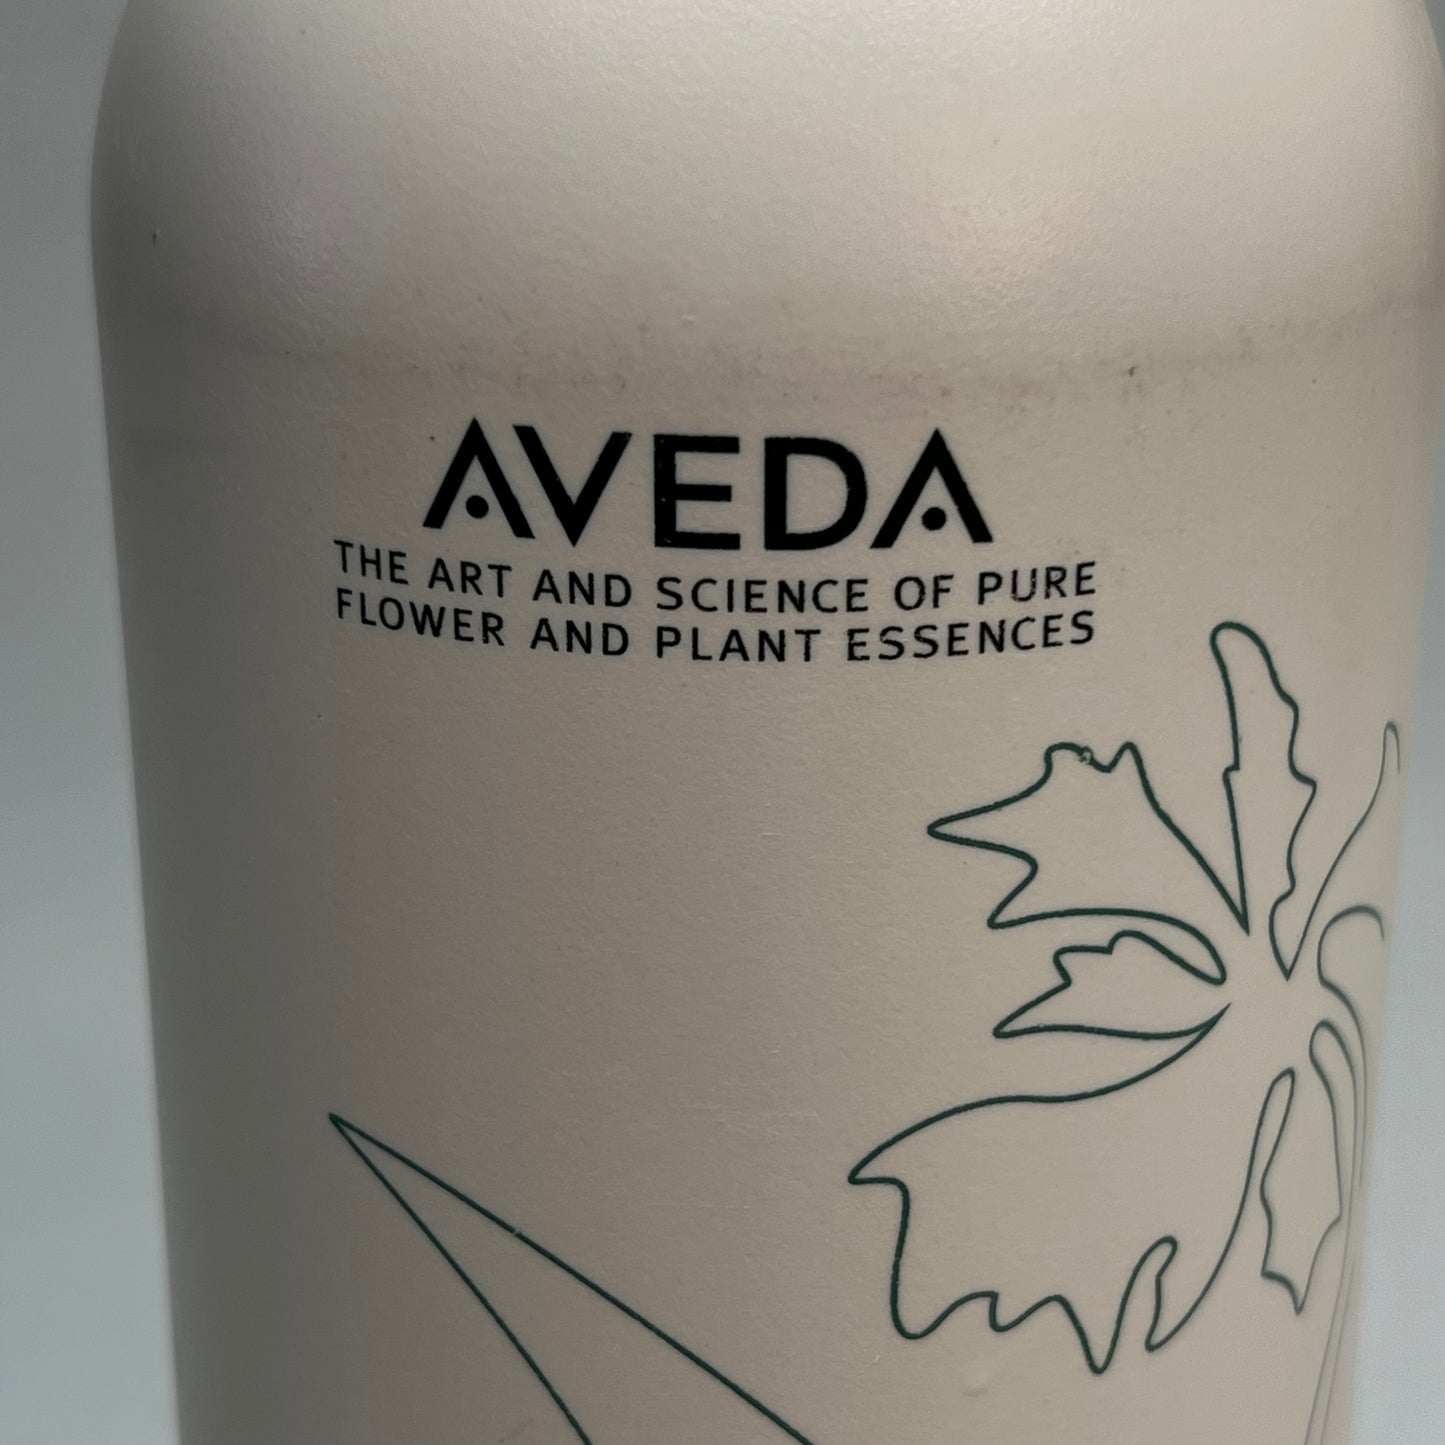 AVEDA
THE ART AND SCIENCE OF PURE
FLOWER AND PLANT ESSENCES